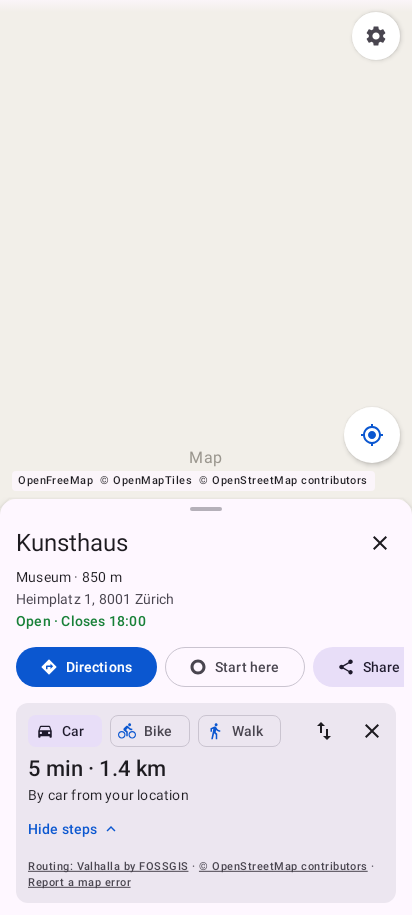 Map
OpenFreeMap © OpenMapTiles © OpenStreetMap contributors
Kunsthaus
Museum · 850 m
Heimplatz 1, 8001 Zürich
Open · Closes 18:00
Directions Start here Share
Car Bike Walk
5 min · 1.4 km
By car from your location
Hide steps
Routing: Valhalla by FOSSGIS · © OpenStreetMap contributors ·
Report a map error